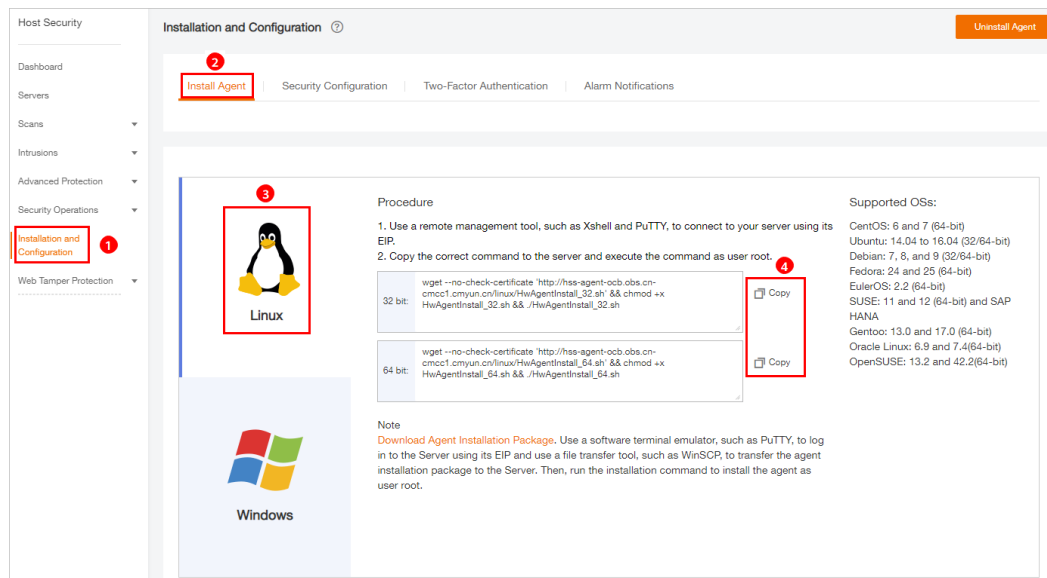 Host Security
Installation and Configuration ?
Uninstall Agent
Dashboard
Servers
Scans
Intrusions
Advanced Protection
Security Operations
Installation and
Configuration
1
Web Tamper Protection
2
Install Agent
Security Configuration
Two-Factor Authentication
Alarm Notifications
3
Linux
Windows
Procedure
1. Use a remote management tool, such as Xshell and PuTTY, to connect to your server using its
EIP.
2. Copy the correct command to the server and execute the command as user root.
4
32 bit:
wget --no-check-certificate 'http://hss-agent-ocb.obs.cn-
cmcc1.cmyun.cn/linux/HwAgentInstall_32.sh' && chmod +x
HwAgentInstall_32.sh && ./HwAgentInstall_32.sh
Copy
64 bit:
wget --no-check-certificate 'http://hss-agent-ocb.obs.cn-
cmcc1.cmyun.cn/linux/HwAgentInstall_64.sh' && chmod +x
HwAgentInstall_64.sh && ./HwAgentInstall_64.sh
Copy
Note
Download Agent Installation Package. Use a software terminal emulator, such as PuTTY, to log
in to the Server using its EIP and use a file transfer tool, such as WinSCP, to transfer the agent
installation package to the Server. Then, run the installation command to install the agent as
user root.
Supported OSs:
CentOS: 6 and 7 (64-bit)
Ubuntu: 14.04 to 16.04 (32/64-bit)
Debian: 7, 8, and 9 (32/64-bit)
Fedora: 24 and 25 (64-bit)
EulerOS: 2.2 (64-bit)
SUSE: 11 and 12 (64-bit) and SAP
HANA
Gentoo: 13.0 and 17.0 (64-bit)
Oracle Linux: 6.9 and 7.4(64-bit)
OpenSUSE: 13.2 and 42.2(64-bit)